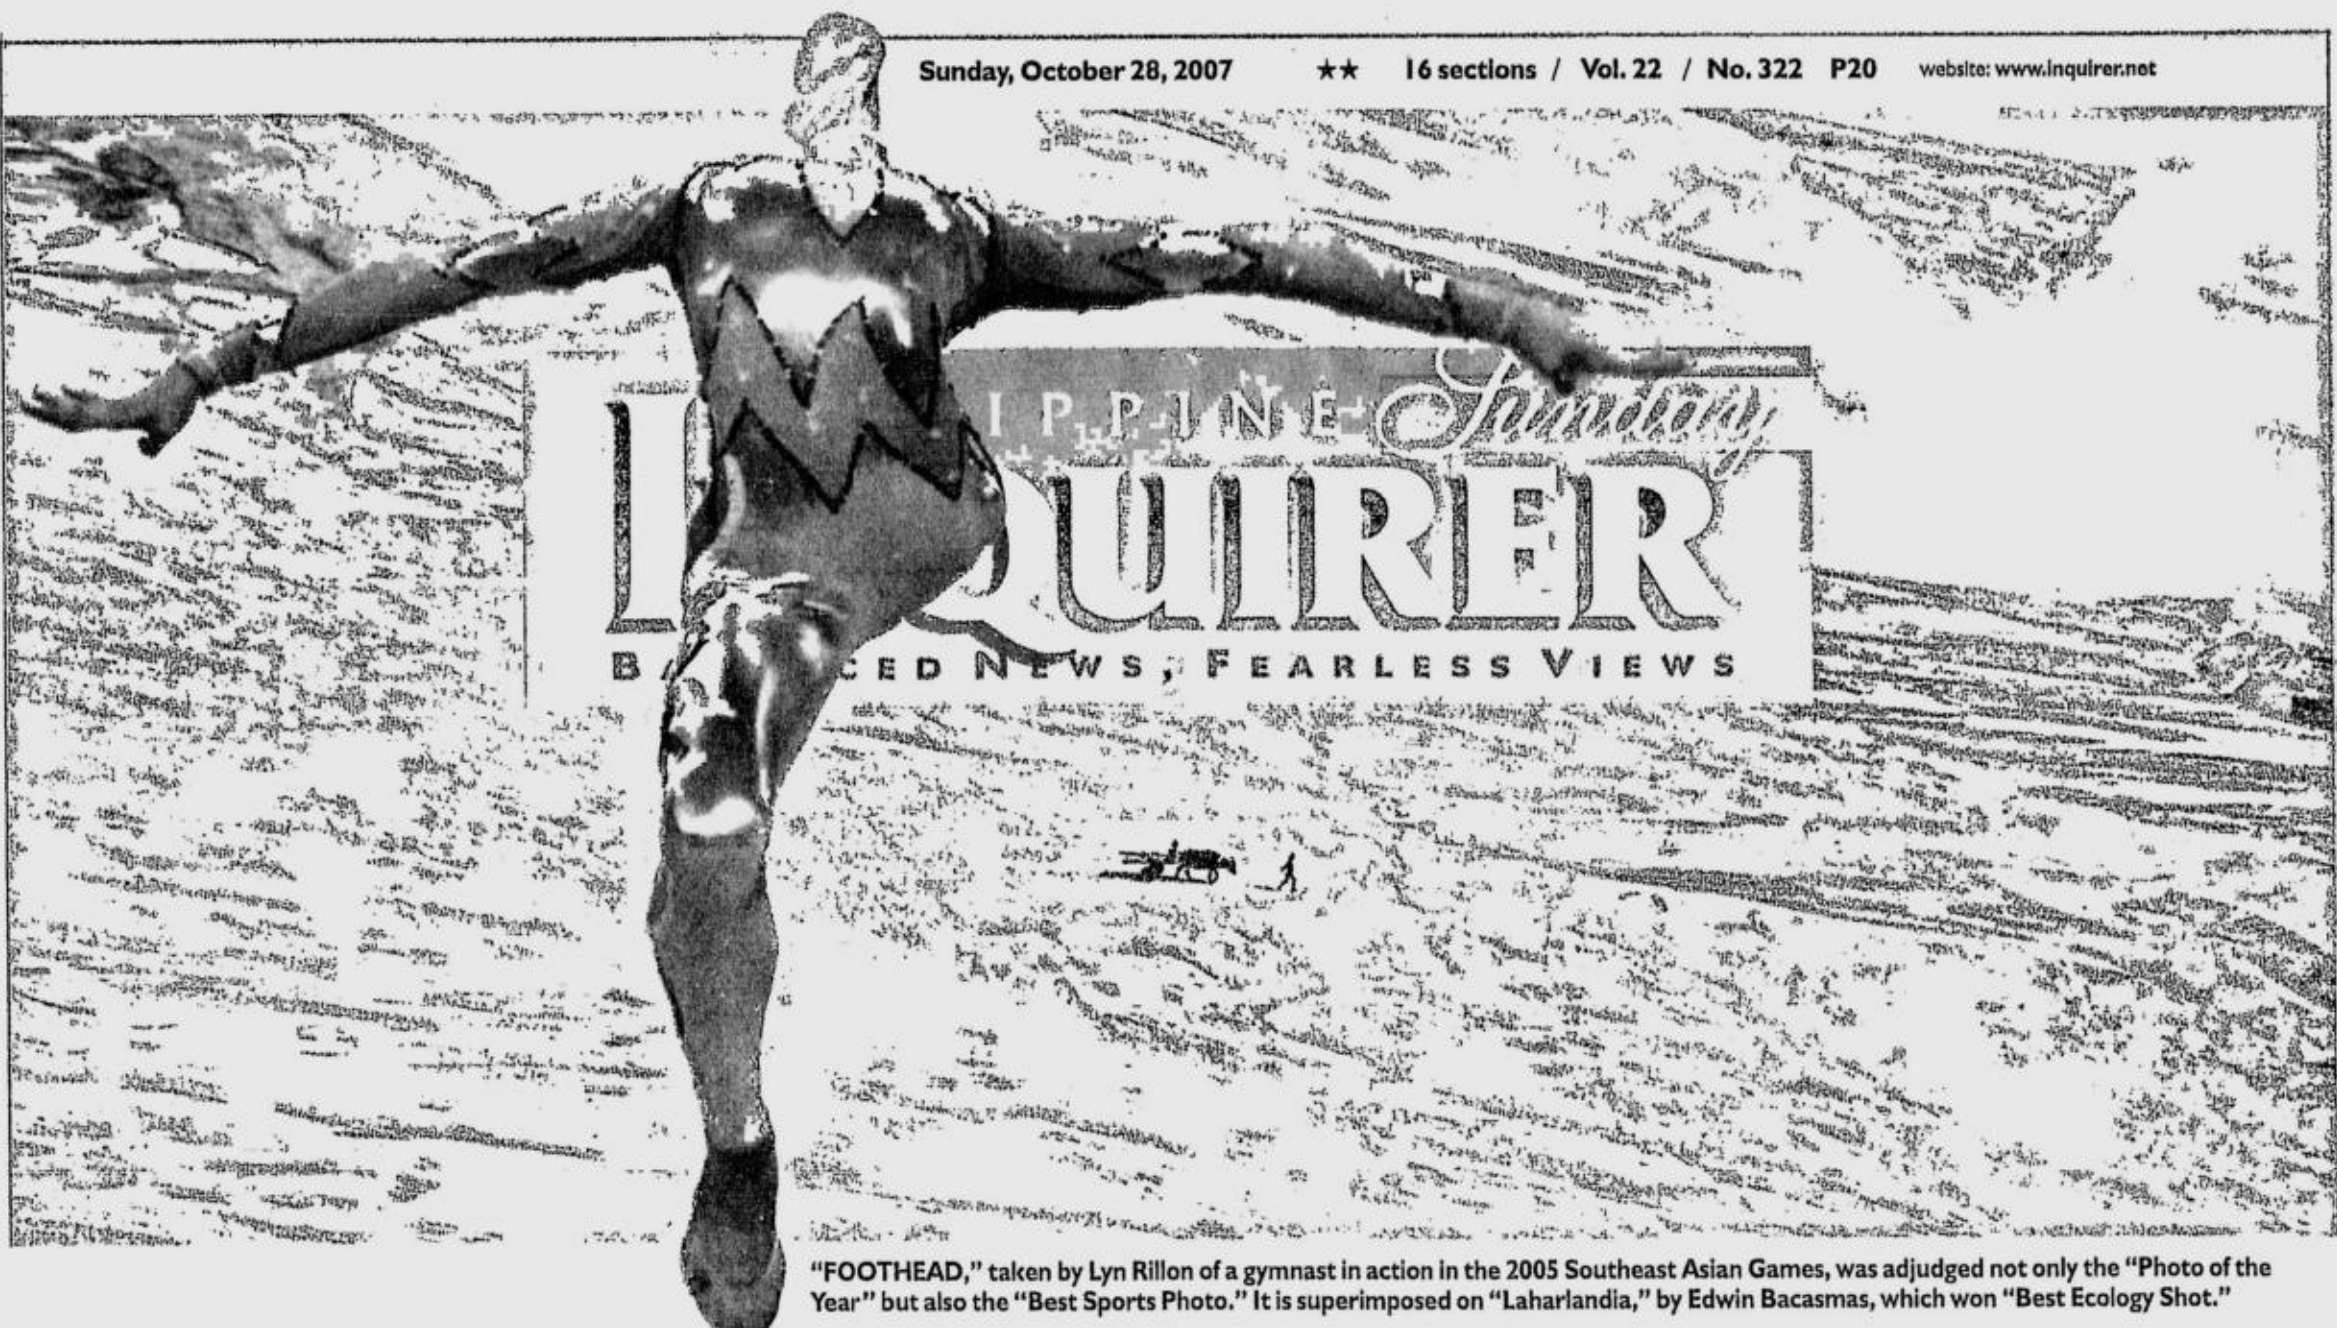 Sunday, October 28, 2007 ★★ 16 sections / Vol. 22 / No. 322 P20 website: www.inquirer.net
IPPINE Sunday
I QUIRER
B CED NEWS, FEARLESS VIEWS
“FOOTHEAD,” taken by Lyn Rillon of a gymnast in action in the 2005 Southeast Asian Games, was adjudged not only the “Photo of the
Year” but also the “Best Sports Photo.” It is superimposed on “Laharlandia,” by Edwin Bacasmas, which won “Best Ecology Shot.”